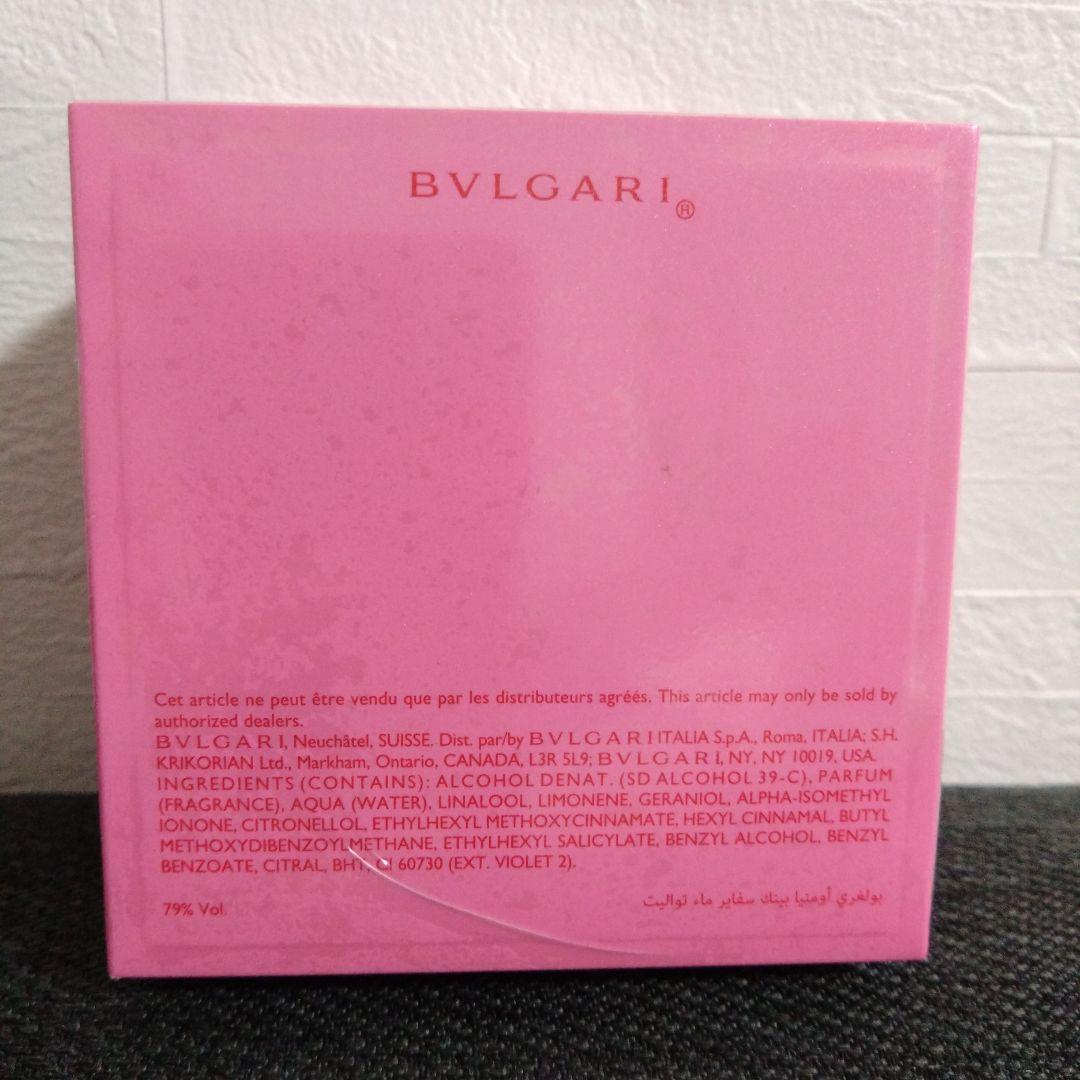 BVLGARI®
Cet article ne peut être vendu que par les distributeurs agréés. This article may only be sold by
authorized dealers.
BVLGARI, Neuchâtel, SUISSE. Dist. par/by BVLGARI ITALIA S.p.A., Roma, ITALIA; S.H.
KRIKORIAN Ltd., Markham, Ontario, CANADA, L3R 5L9; BVLGARI, NY, NY 10019, USA.
INGREDIENTS (CONTAINS): ALCOHOL DENAT. (SD ALCOHOL 39-C), PARFUM
(FRAGRANCE), AQUA (WATER), LINALOOL, LIMONENE, GERANIOL, ALPHA-ISOMETHYL
IONONE, CITRONELLOL, ETHYLHEXYL METHOXYCINNAMATE, HEXYL CINNAMAL, BUTYL
METHOXYDIBENZOYLMETHANE, ETHYLHEXYL SALICYLATE, BENZYL ALCOHOL, BENZYL
BENZOATE, CITRAL, BHT, CI 60730 (EXT. VIOLET 2).
79% Vol
بولغري أومنيا بينك سفاير ماء تواليت